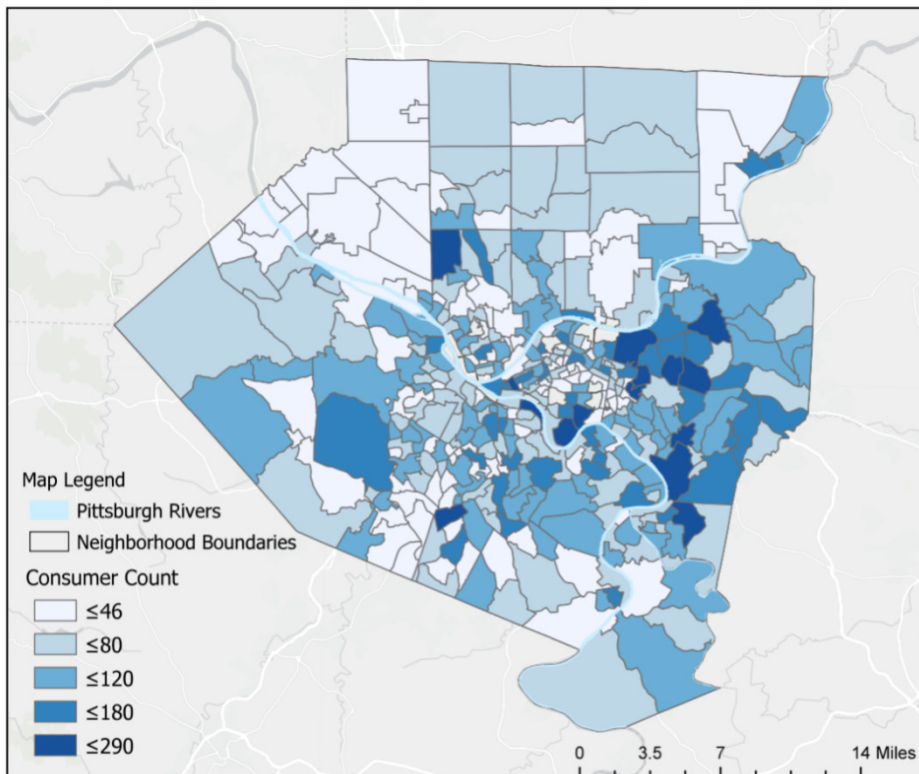 Map Legend
Pittsburgh Rivers
Neighborhood Boundaries
Consumer Count
≤46
≤80
≤120
≤180
≤290
0 3.5 7 14 Miles